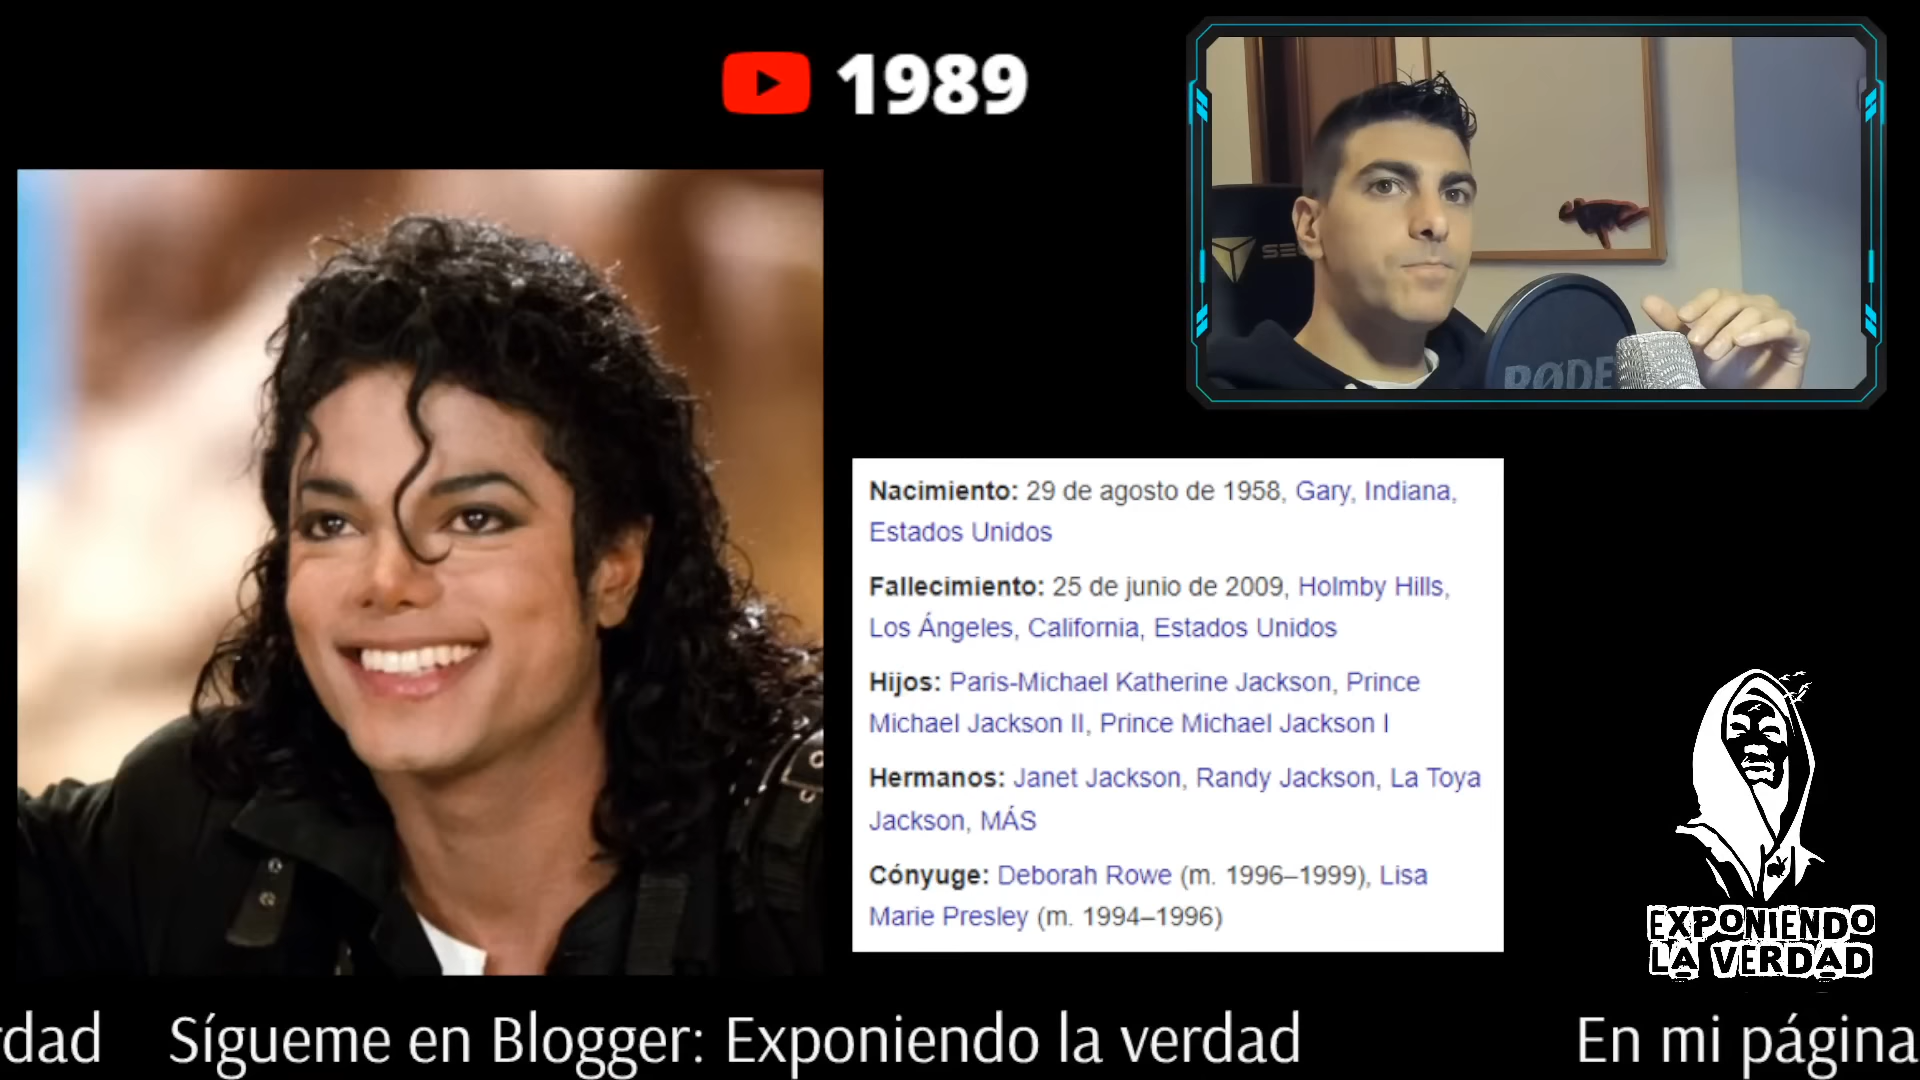 1989
SE
RØDE
Nacimiento: 29 de agosto de 1958, Gary, Indiana,
Estados Unidos
Fallecimiento: 25 de junio de 2009, Holmby Hills,
Los Ángeles, California, Estados Unidos
Hijos: Paris-Michael Katherine Jackson, Prince
Michael Jackson II, Prince Michael Jackson I
Hermanos: Janet Jackson, Randy Jackson, La Toya
Jackson, MÁS
Cónyuge: Deborah Rowe (m. 1996–1999), Lisa
Marie Presley (m. 1994–1996)
EXPONIENDO
LA VERDAD
rdad Sígueme en Blogger: Exponiendo la verdad En mi página